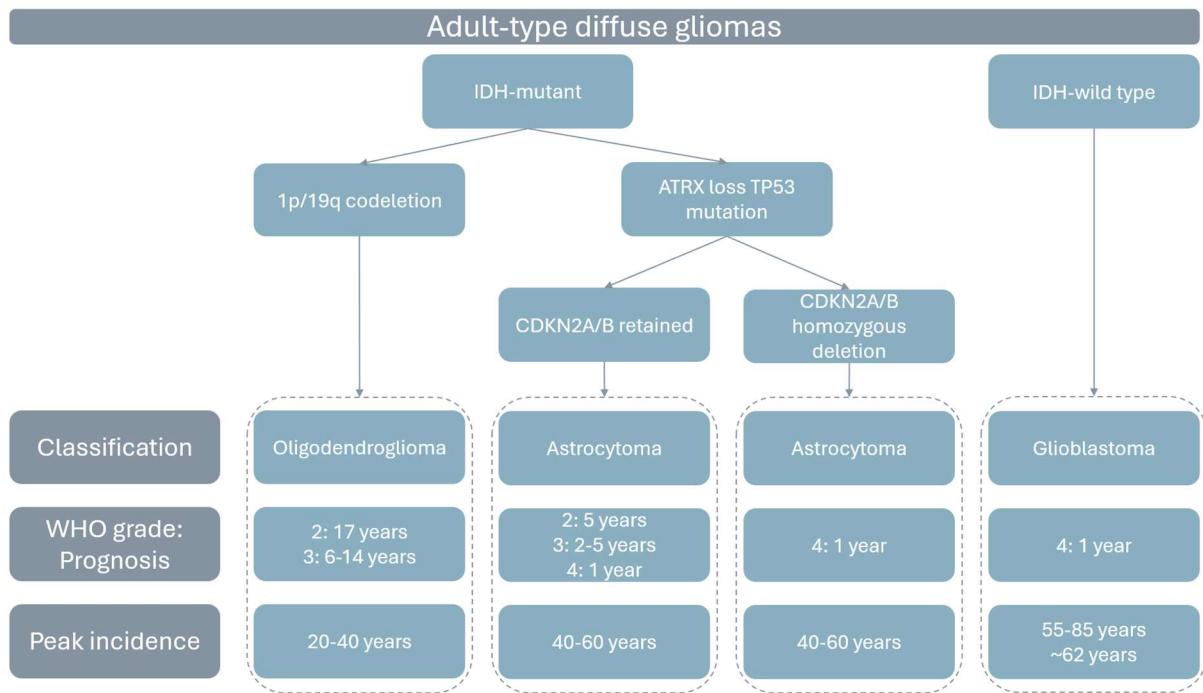 Adult-type diffuse gliomas
IDH-mutant
IDH-wild type
1p/19q codeletion
ATRX loss TP53
mutation
CDKN2A/B retained
CDKN2A/B
homozygous
deletion
Classification
Oligodendroglioma
Astrocytoma
Astrocytoma
Glioblastoma
WHO grade:
Prognosis
2: 17 years
3: 6-14 years
2: 5 years
3: 2-5 years
4: 1 year
4: 1 year
4: 1 year
Peak incidence
20-40 years
40-60 years
40-60 years
55-85 years
~62 years